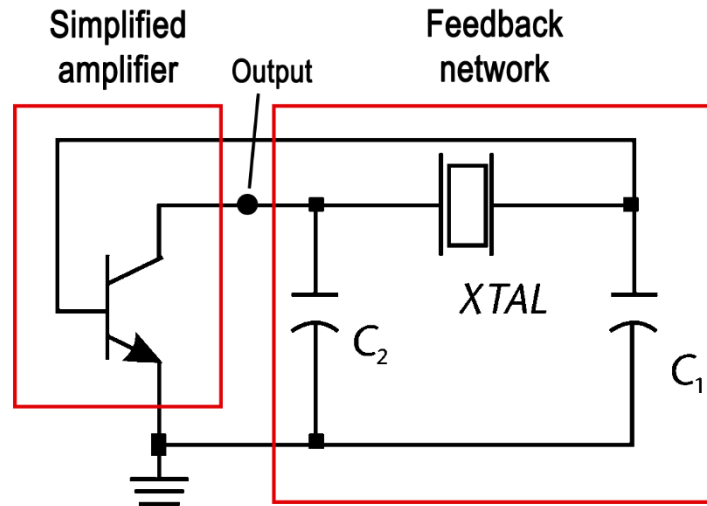 Simplified
amplifier
Output
Feedback
network
XTAL
C₂
C₁